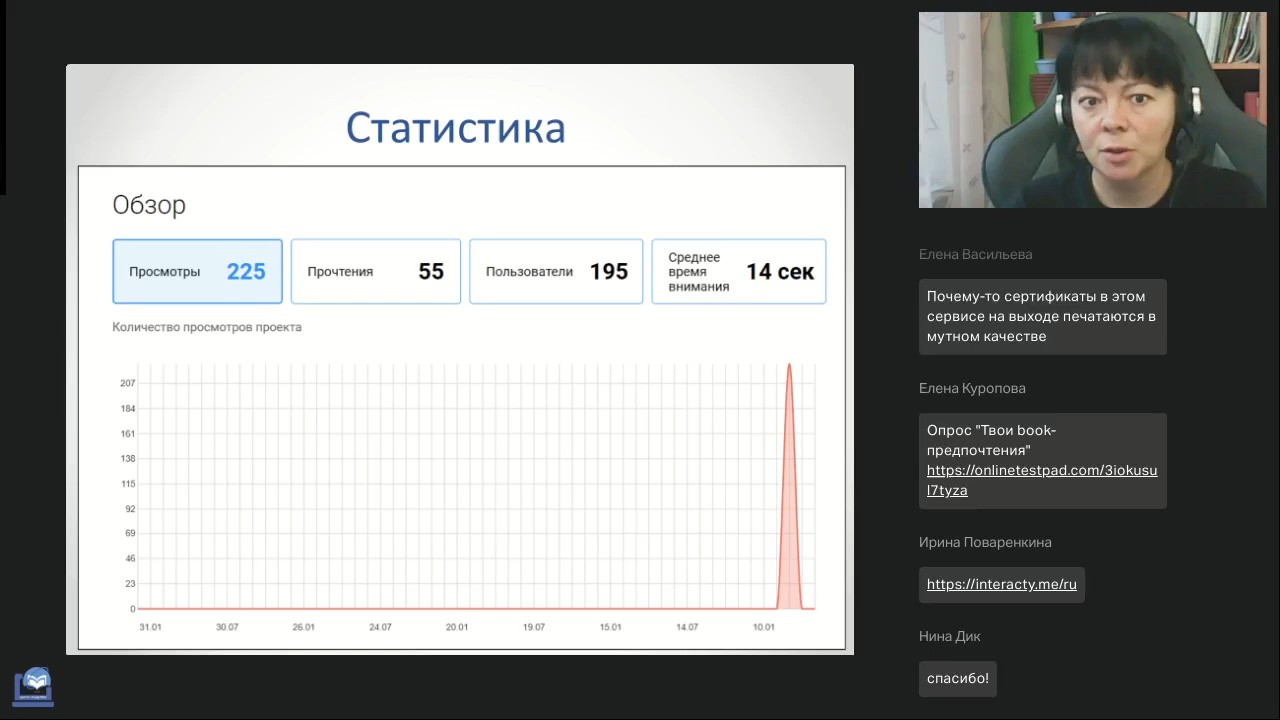 Статистика
Обзор
Просмотры 225
Прочтения 55
Пользователи 195
Среднее
время
внимания
14 сек
Количество просмотров проекта
207
184
161
138
115
92
69
46
23
0
31.01 30.07 26.01 24.07 20.01 19.07 15.01 14.07 10.01
Елена Васильева
Почему-то сертификаты в этом
сервисе на выходе печатаются в
мутном качестве
Елена Куропова
Опрос "Твои book-
предпочтения"
https://onlinetestpad.com/3iokusu
l7tyza
Ирина Поваренкина
https://interacty.me/ru
Нина Дик
спасибо!